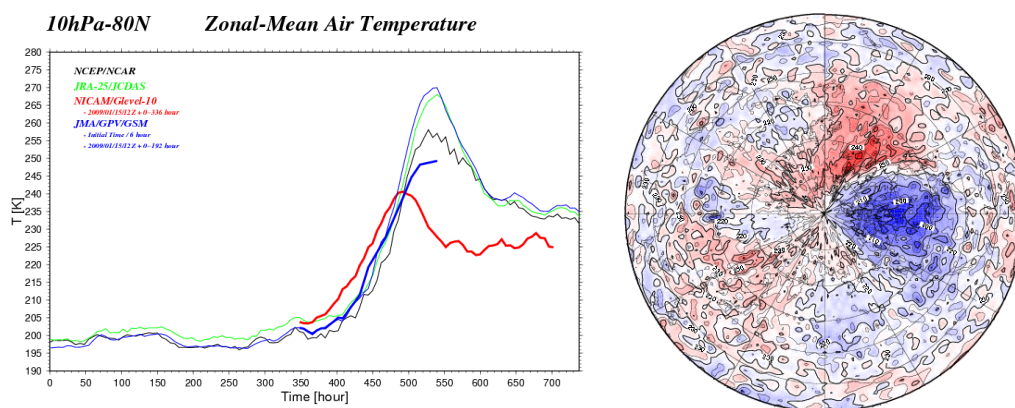 10hPa-80N Zonal-Mean Air Temperature
280
275
270
265
260
255
250
245
240
235
230
225
220
215
210
205
200
195
190
T [K]
NCEP/NCAR
JRA-25/JCDAS
NICAM/Glevel-10
- 2009/01/15/12Z + 0--336 hour
JMA/GPV/GSM
- Initial Time / 6 hour
- 2009/01/15/12Z + 0--192 hour
0 50 100 150 200 250 300 350 400 450 500 550 600 650 700
Time [hour]
240
220